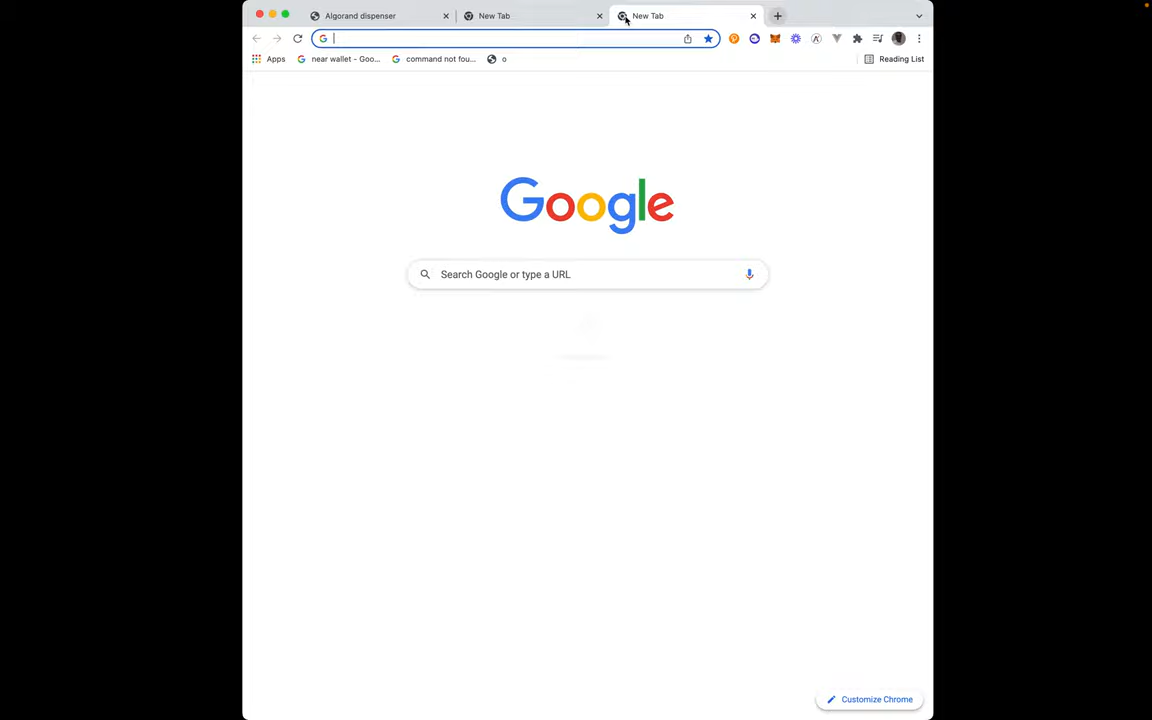 Algorand dispenser
New Tab
New Tab
Apps
near wallet - Goo...
command not fou...
o
Reading List
Google
Search Google or type a URL
Customize Chrome